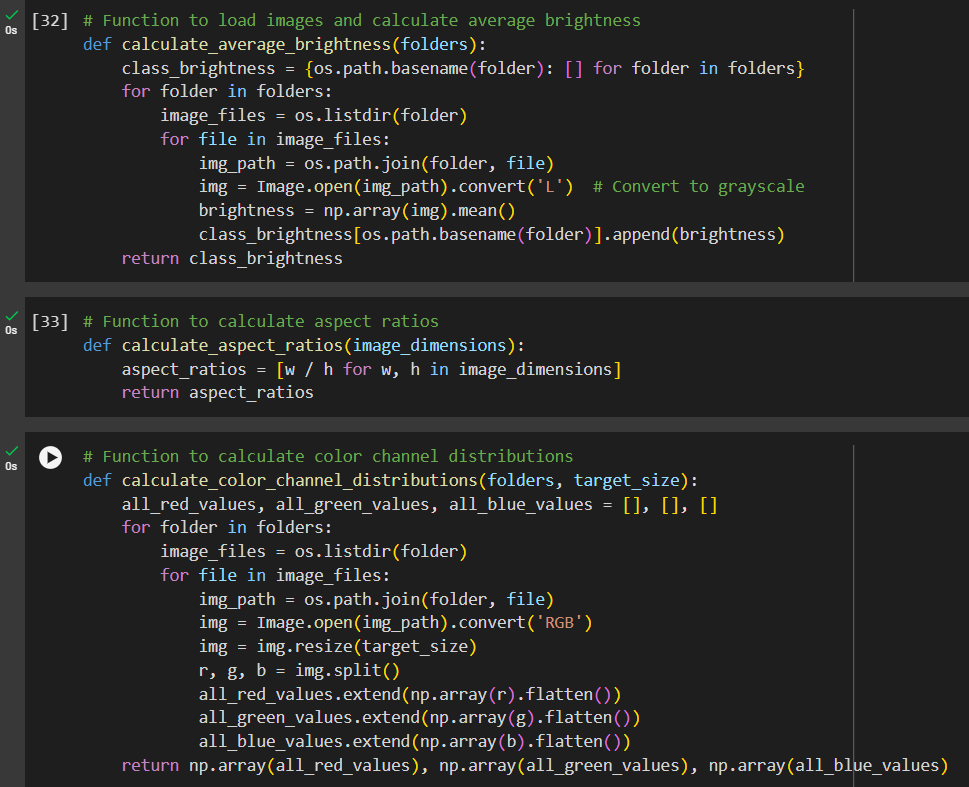 0s [32] # Function to load images and calculate average brightness
def calculate_average_brightness(folders):
    class_brightness = {os.path.basename(folder): [] for folder in folders}
    for folder in folders:
        image_files = os.listdir(folder)
        for file in image_files:
            img_path = os.path.join(folder, file)
            img = Image.open(img_path).convert('L')  # Convert to grayscale
            brightness = np.array(img).mean()
            class_brightness[os.path.basename(folder)].append(brightness)
    return class_brightness
0s [33] # Function to calculate aspect ratios
def calculate_aspect_ratios(image_dimensions):
    aspect_ratios = [w / h for w, h in image_dimensions]
    return aspect_ratios
0s # Function to calculate color channel distributions
def calculate_color_channel_distributions(folders, target_size):
    all_red_values, all_green_values, all_blue_values = [], [], []
    for folder in folders:
        image_files = os.listdir(folder)
        for file in image_files:
            img_path = os.path.join(folder, file)
            img = Image.open(img_path).convert('RGB')
            img = img.resize(target_size)
            r, g, b = img.split()
            all_red_values.extend(np.array(r).flatten())
            all_green_values.extend(np.array(g).flatten())
            all_blue_values.extend(np.array(b).flatten())
    return np.array(all_red_values), np.array(all_green_values), np.array(all_blue_values)